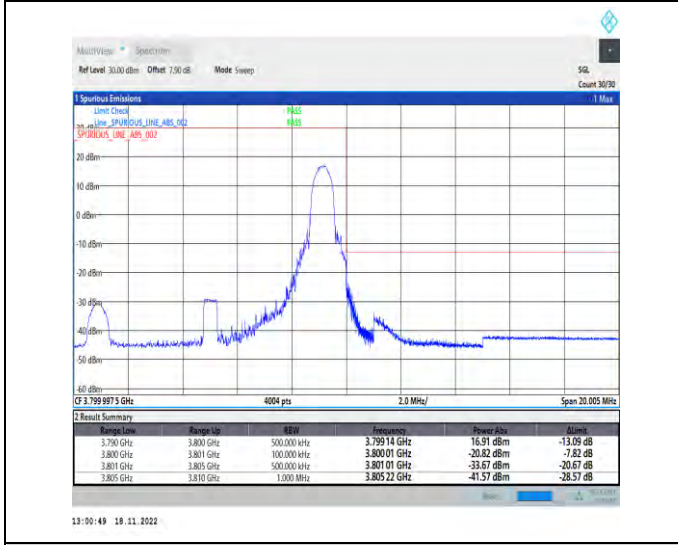 MultiView Spectrum
Ref Level 30.00 dBm Offset 7.90 dB Mode Sweep SGL
Count 30/30
1 Spurious Emissions 1 Max
Limit Check PASS
Line _SPURIOUS_LINE_ABS_002 PASS
_SPURIOUS_LINE_ABS_002
20 dBm
10 dBm
0 dBm
-10 dBm
-20 dBm
-30 dBm
-40 dBm
-50 dBm
-60 dBm
CF 3.799 997 5 GHz 4004 pts 2.0 MHz/ Span 20.005 MHz
2 Result Summary
Range Low Range Up RBW Frequency Power Abs ΔLimit
3.790 GHz 3.800 GHz 500.000 kHz 3.799 14 GHz 16.91 dBm -13.09 dB
3.800 GHz 3.801 GHz 100.000 kHz 3.800 01 GHz -20.82 dBm -7.82 dB
3.801 GHz 3.805 GHz 500.000 kHz 3.801 01 GHz -33.67 dBm -20.67 dB
3.805 GHz 3.810 GHz 1.000 MHz 3.805 22 GHz -41.57 dBm -28.57 dB
13:00:49 18.11.2022